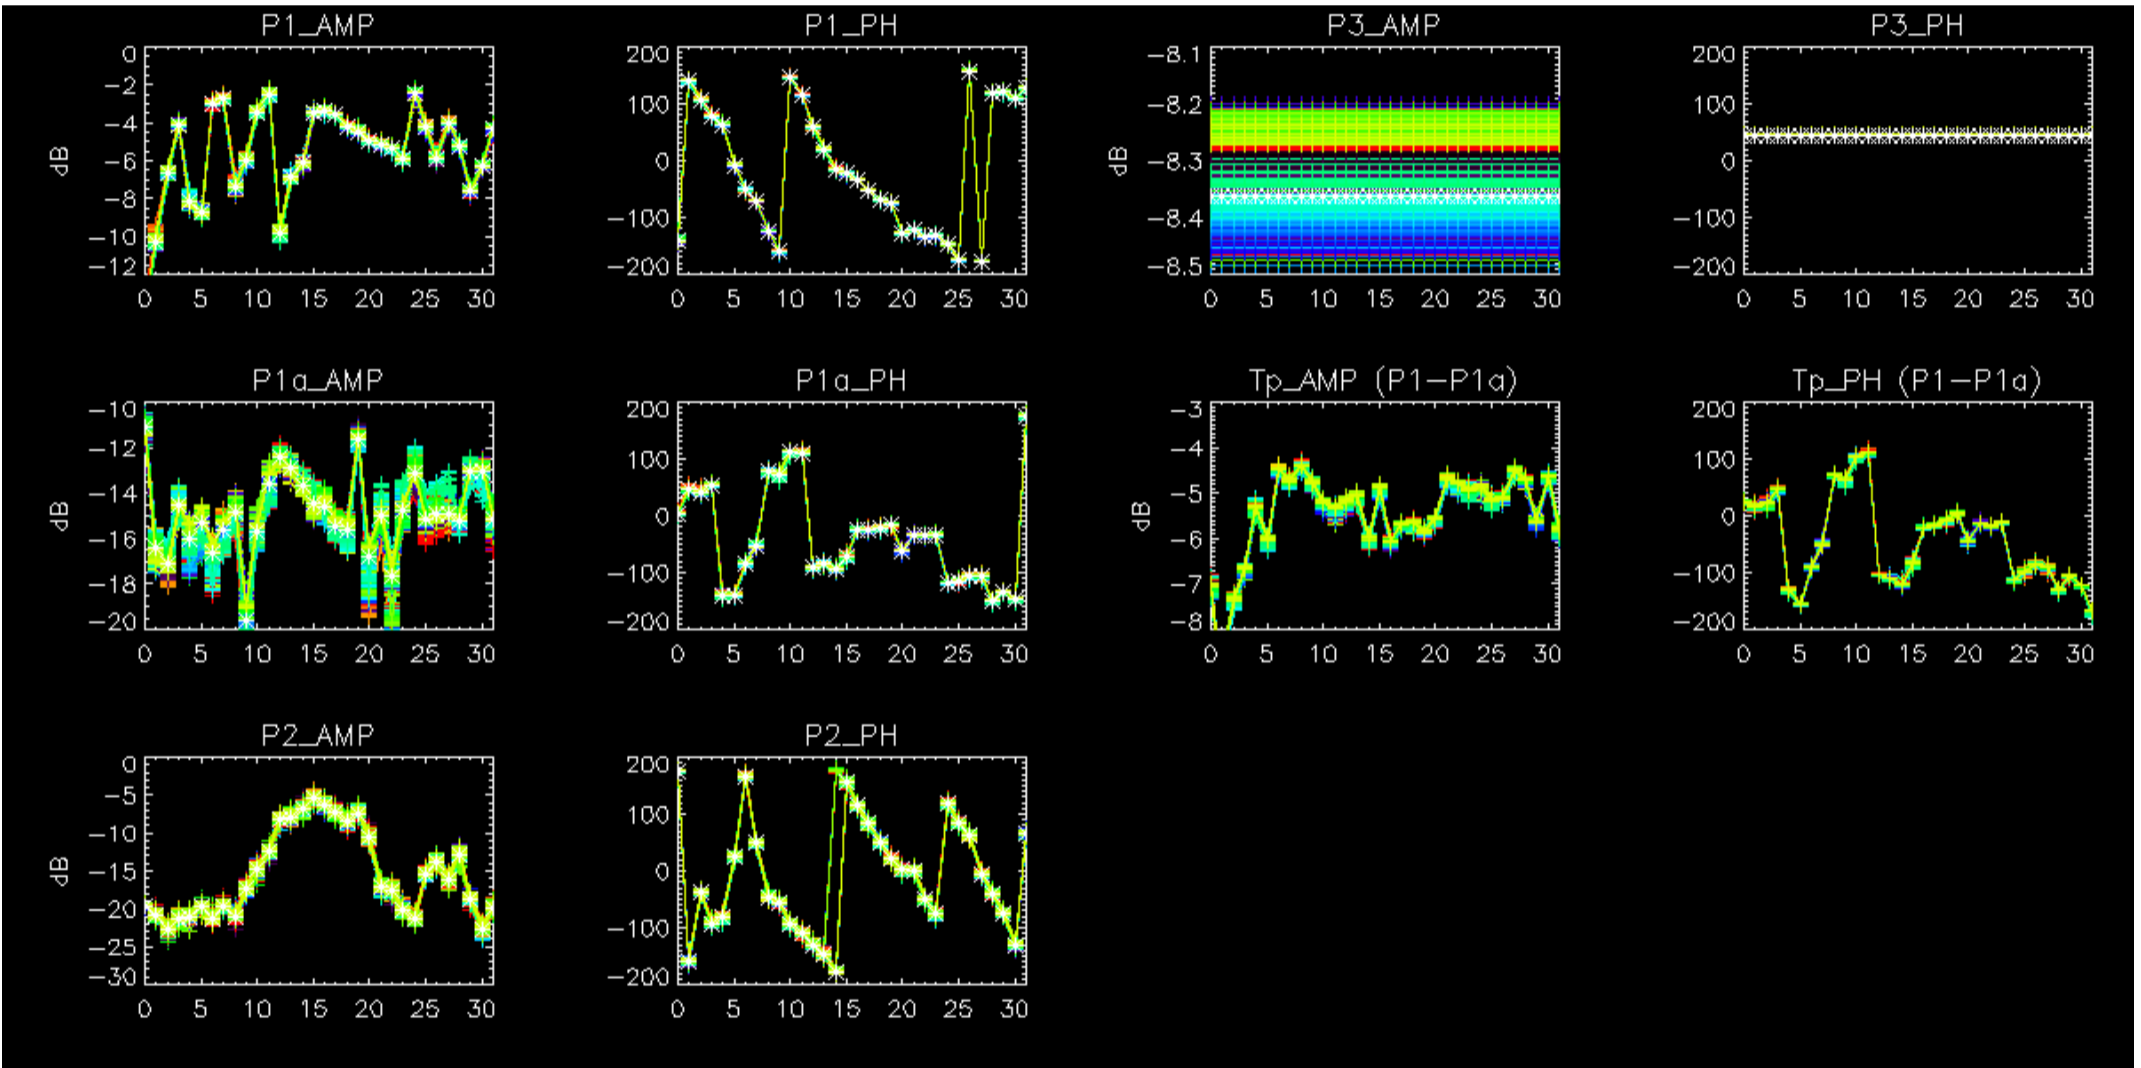 P1_AMP
P1_PH
P3_AMP
P3_PH
dB
0
-2
-4
-6
-8
-10
-12
0 5 10 15 20 25 30
200
100
0
-100
-200
0 5 10 15 20 25 30
dB
-8.1
-8.2
-8.3
-8.4
-8.5
0 5 10 15 20 25 30
200
100
0
-100
-200
0 5 10 15 20 25 30
P1a_AMP
P1a_PH
Tp_AMP (P1-P1a)
Tp_PH (P1-P1a)
dB
-10
-12
-14
-16
-18
-20
0 5 10 15 20 25 30
200
100
0
-100
-200
0 5 10 15 20 25 30
dB
-3
-4
-5
-6
-7
-8
0 5 10 15 20 25 30
200
100
0
-100
-200
0 5 10 15 20 25 30
P2_AMP
P2_PH
dB
0
-5
-10
-15
-20
-25
-30
0 5 10 15 20 25 30
200
100
0
-100
-200
0 5 10 15 20 25 30